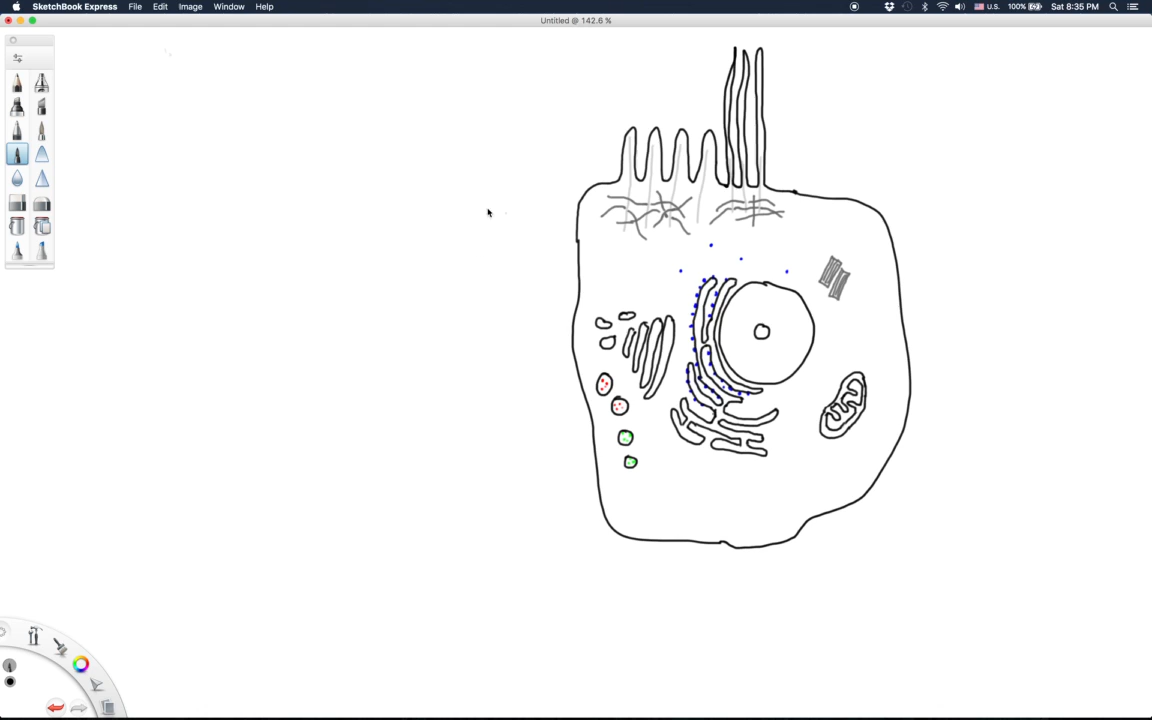 SketchBook Express File Edit Image Window Help U.S. 100% Sat 8:35 PM
Untitled @ 142.6 %